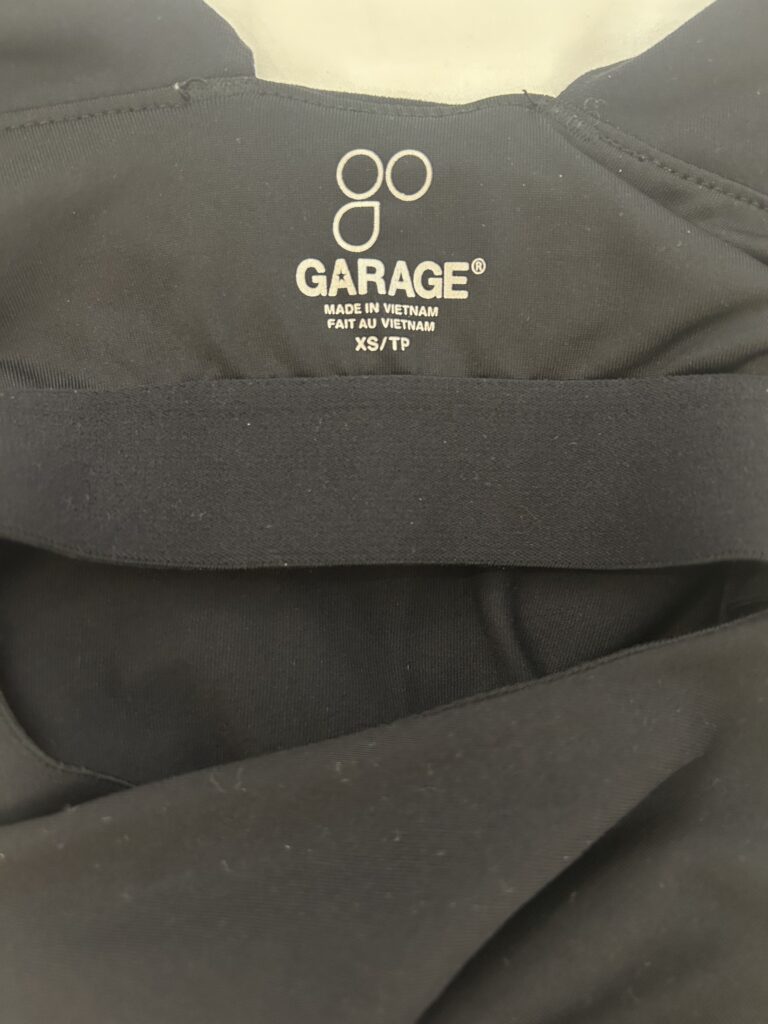 GARAGE®
MADE IN VIETNAM
FAIT AU VIETNAM
XS/TP